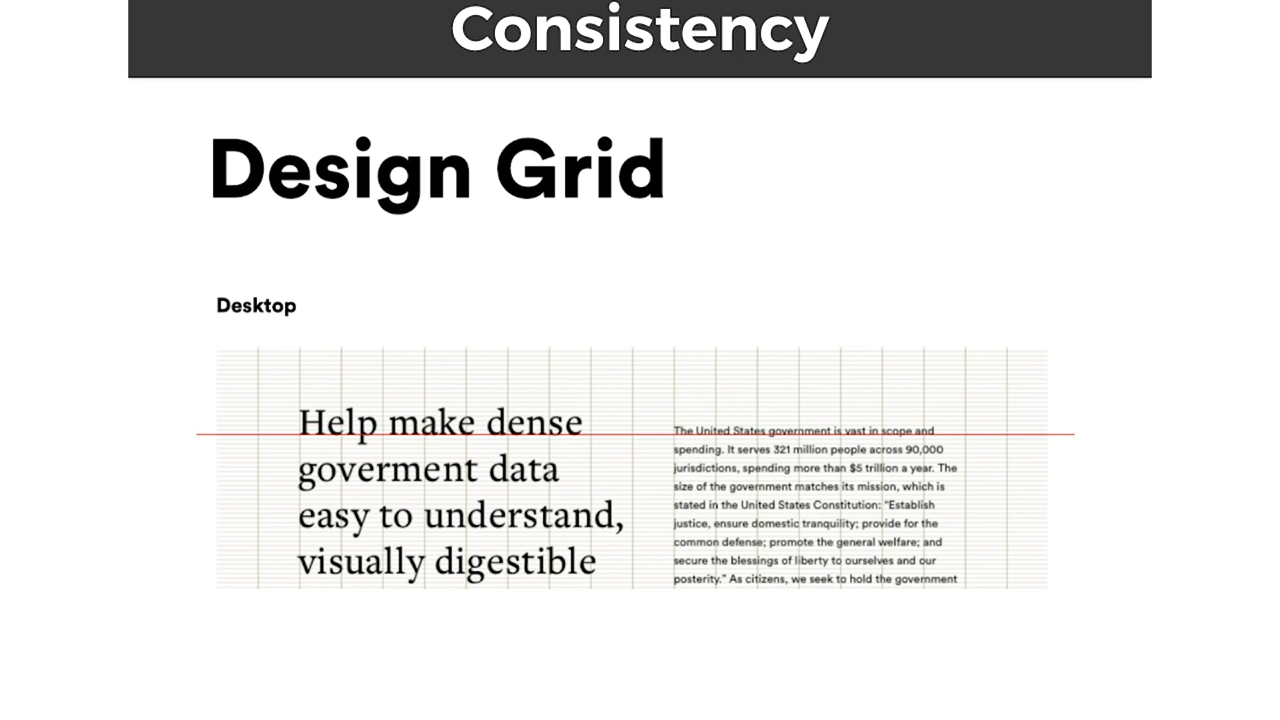 Consistency
Design Grid
Desktop
Help make dense
goverment data
easy to understand,
visually digestible
The United States government is vast in scope and
spending. It serves 321 million people across 90,000
jurisdictions, spending more than $5 trillion a year. The
size of the government matches its mission, which is
stated in the United States Constitution: "Establish
justice, ensure domestic tranquility; provide for the
common defense; promote the general welfare; and
secure the blessings of liberty to ourselves and our
posterity." As citizens, we seek to hold the government